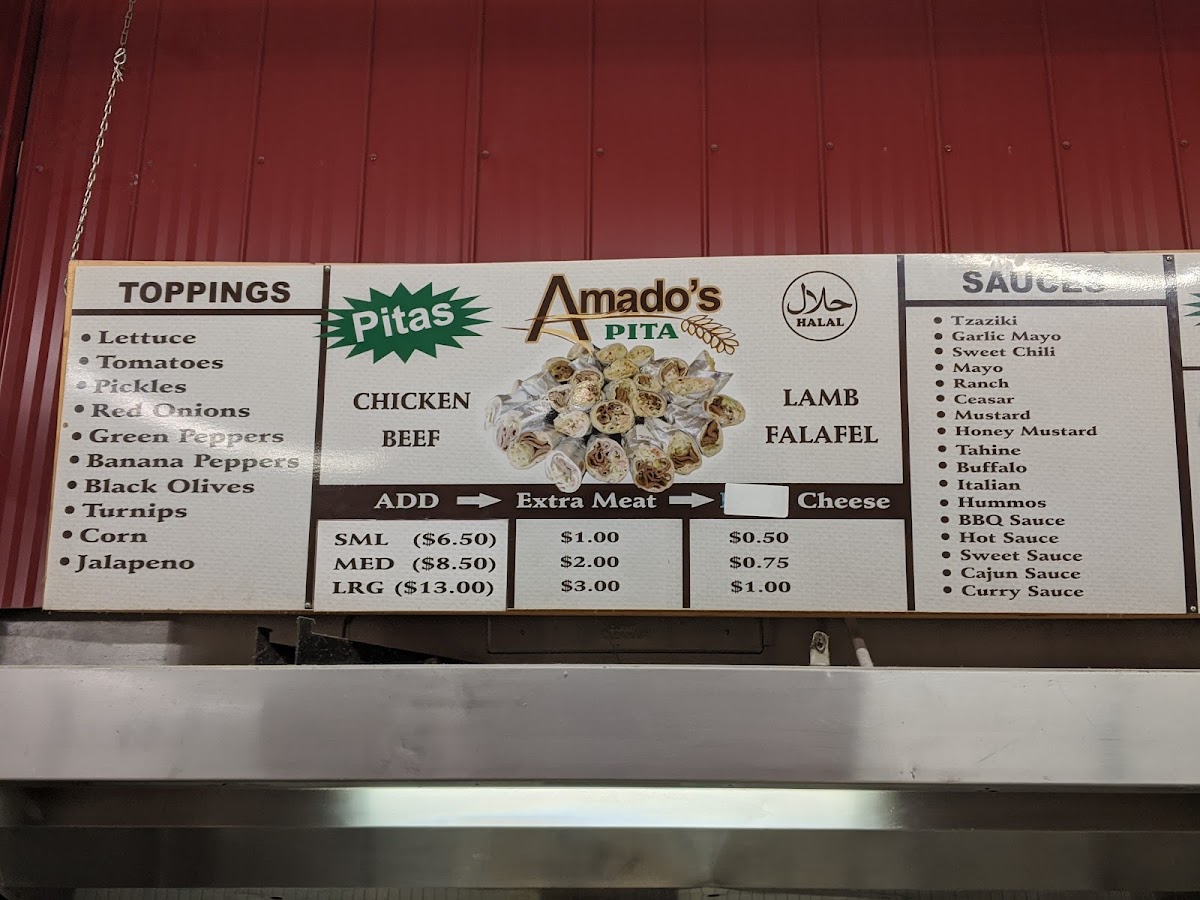 TOPPINGS
• Lettuce
• Tomatoes
• Pickles
• Red Onions
• Green Peppers
• Banana Peppers
• Black Olives
• Turnips
• Corn
• Jalapeno
Pitas
Amado's
PITA
حلال
HALAL
CHICKEN
BEEF
LAMB
FALAFEL
ADD Extra Meat Cheese
SML ($6.50) $1.00 $0.50
MED ($8.50) $2.00 $0.75
LRG ($13.00) $3.00 $1.00
SAUCES
• Tzaziki
• Garlic Mayo
• Sweet Chili
• Mayo
• Ranch
• Ceasar
• Mustard
• Honey Mustard
• Tahine
• Buffalo
• Italian
• Hummos
• BBQ Sauce
• Hot Sauce
• Sweet Sauce
• Cajun Sauce
• Curry Sauce